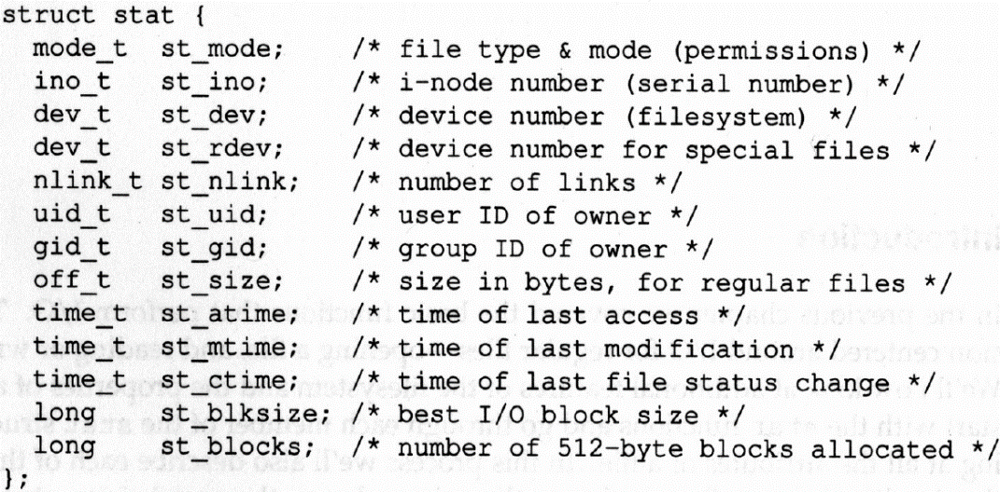 struct stat {
  mode_t  st_mode;    /* file type & mode (permissions) */
  ino_t   st_ino;     /* i-node number (serial number) */
  dev_t   st_dev;     /* device number (filesystem) */
  dev_t   st_rdev;    /* device number for special files */
  nlink_t st_nlink;   /* number of links */
  uid_t   st_uid;     /* user ID of owner */
  gid_t   st_gid;     /* group ID of owner */
  off_t   st_size;    /* size in bytes, for regular files */
  time_t  st_atime;   /* time of last access */
  time_t  st_mtime;   /* time of last modification */
  time_t  st_ctime;   /* time of last file status change */
  long    st_blksize; /* best I/O block size */
  long    st_blocks;  /* number of 512-byte blocks allocated */
};